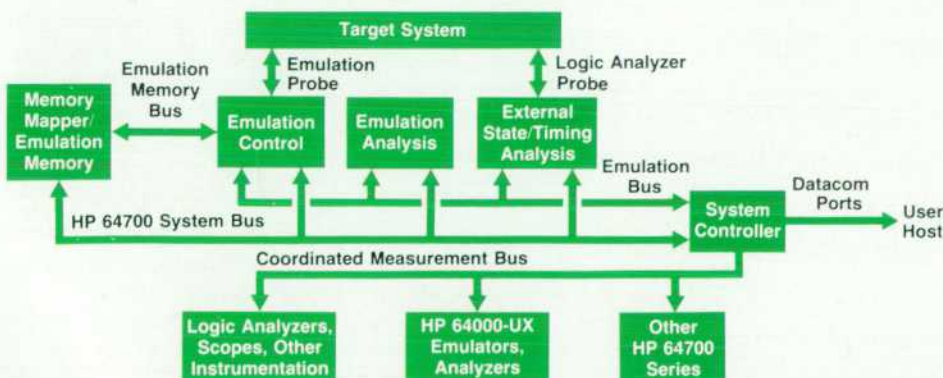 Target System
Emulation
Probe
Logic Analyzer
Probe
Emulation
Memory
Bus
Memory
Mapper/
Emulation
Memory
Emulation
Control
Emulation
Analysis
External
State/Timing
Analysis
Emulation
Bus
Datacom
Ports
System
Controller
User
Host
HP 64700 System Bus
Coordinated Measurement Bus
Logic Analyzers,
Scopes, Other
Instrumentation
HP 64000-UX
Emulators,
Analyzers
Other
HP 64700
Series